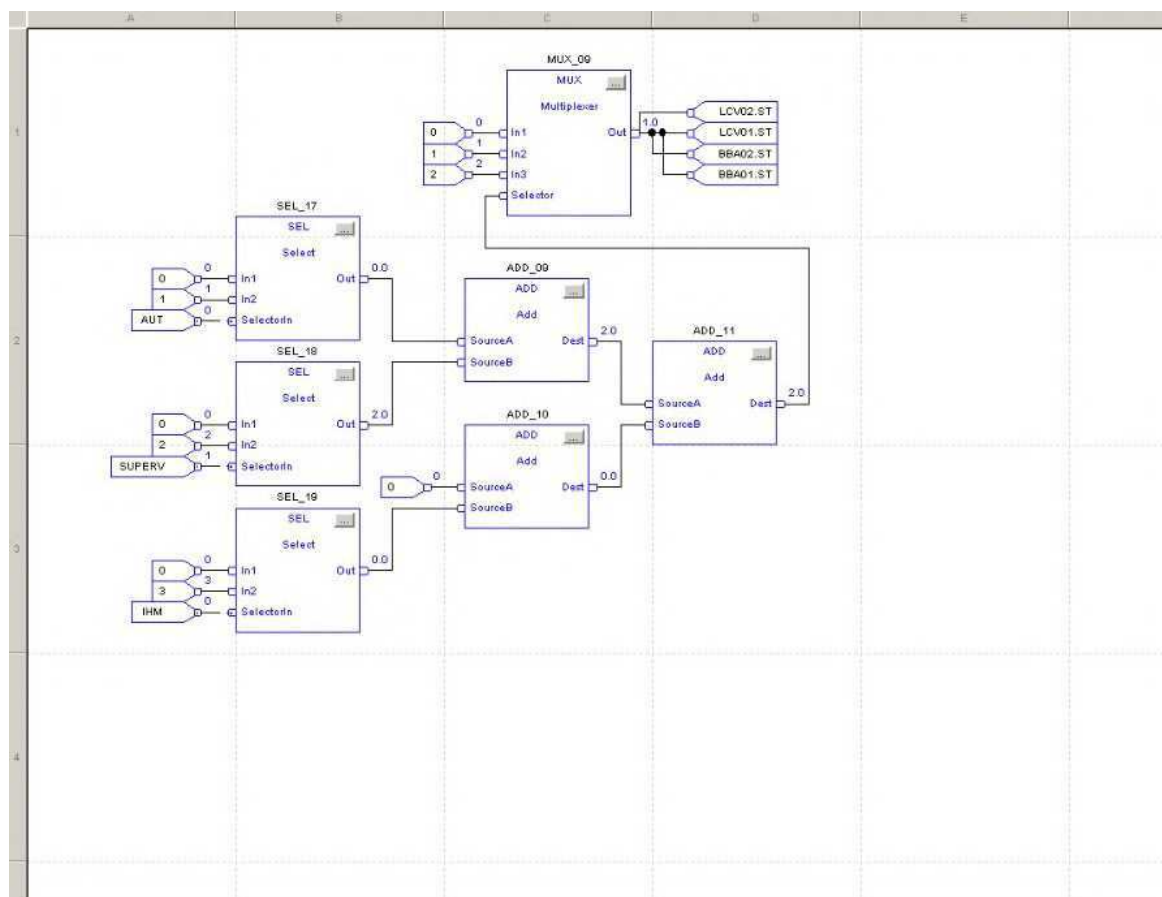 A B C D E
MUX_09
MUX ...
Multiplexer
1
0 0 In1 Out 1.0 LCV02.ST
1 1 In2 LCV01.ST
2 2 In3 BBA02.ST
BBA01.ST
Selector
SEL_17
SEL ...
Select
0 0 In1 Out 0.0
1 1 In2
AUT 0 SelectorIn
ADD_09
ADD ...
Add
SourceA Dest 2.0
SourceB
2
ADD_11
ADD ...
Add
SourceA Dest 2.0
SourceB
SEL_18
SEL ...
Select
0 0 In1 Out 2.0
2 2 In2
SUPERV 1 SelectorIn
ADD_10
ADD ...
Add
0 0 SourceA Dest 0.0
SourceB
SEL_19
SEL ...
Select
3
0 0 In1 Out 0.0
3 3 In2
IHM 0 SelectorIn
4